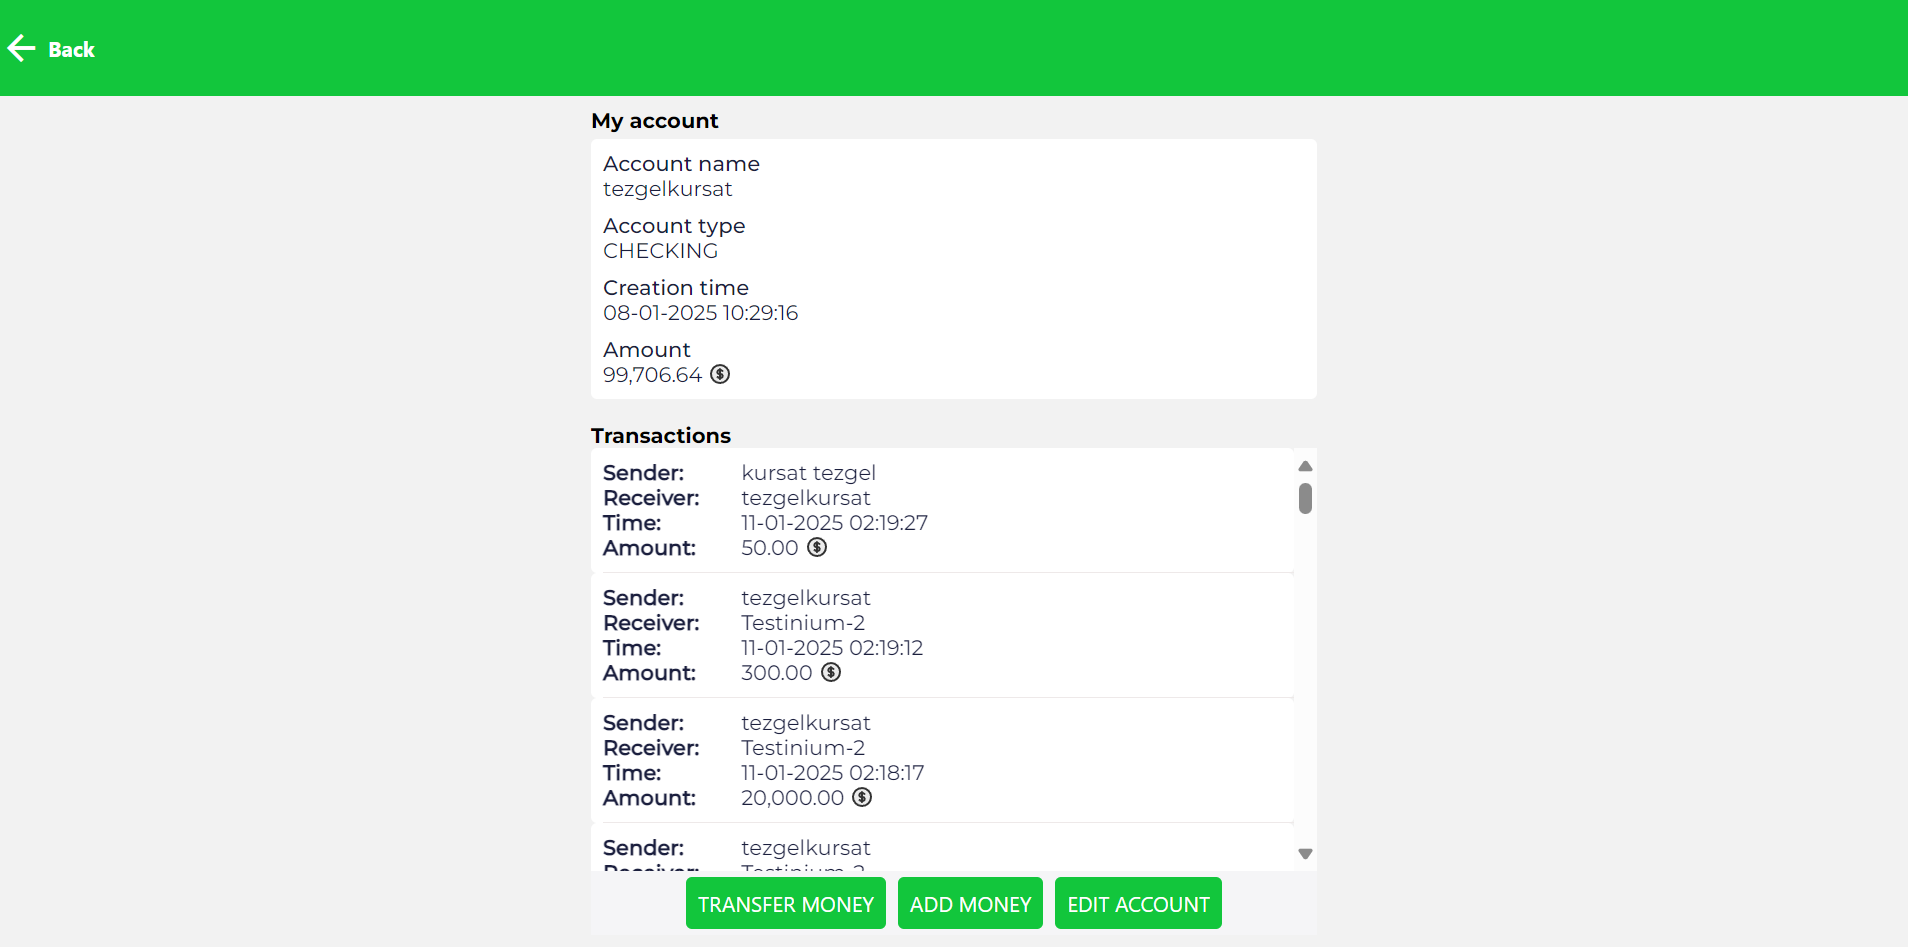 Back
My account
Account name
tezgelkursat
Account type
CHECKING
Creation time
08-01-2025 10:29:16
Amount
99,706.64
Transactions
Sender: kursat tezgel
Receiver: tezgelkursat
Time: 11-01-2025 02:19:27
Amount: 50.00
Sender: tezgelkursat
Receiver: Testinium-2
Time: 11-01-2025 02:19:12
Amount: 300.00
Sender: tezgelkursat
Receiver: Testinium-2
Time: 11-01-2025 02:18:17
Amount: 20,000.00
Sender: tezgelkursat
Receiver: Testinium-2
TRANSFER MONEY ADD MONEY EDIT ACCOUNT